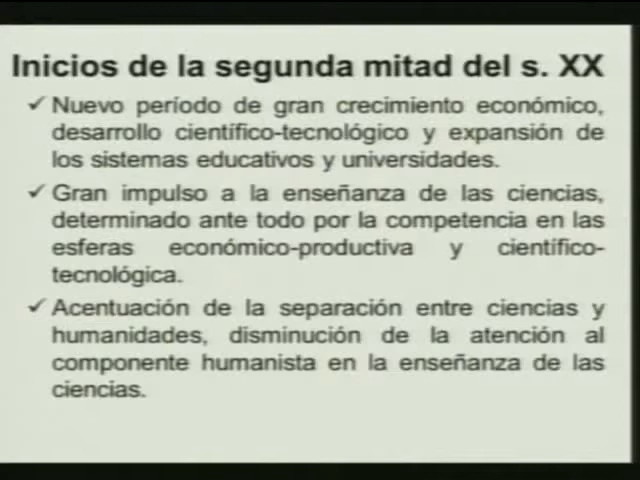 Inicios de la segunda mitad del s. XX
✓ Nuevo período de gran crecimiento económico,
desarrollo científico-tecnológico y expansión de
los sistemas educativos y universidades.
✓ Gran impulso a la enseñanza de las ciencias,
determinado ante todo por la competencia en las
esferas económico-productiva y científico-
tecnológica.
✓ Acentuación de la separación entre ciencias y
humanidades, disminución de la atención al
componente humanista en la enseñanza de las
ciencias.